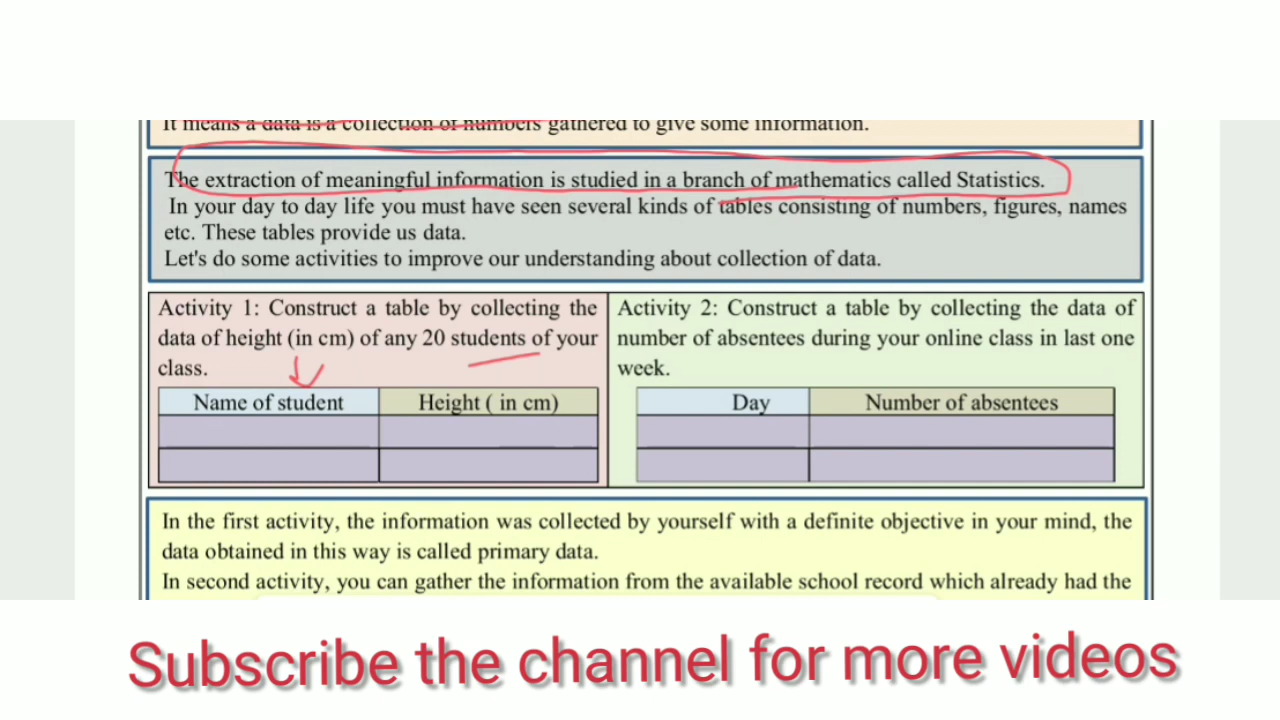 It means a data is a collection of numbers gathered to give some information.
The extraction of meaningful information is studied in a branch of mathematics called Statistics.
In your day to day life you must have seen several kinds of tables consisting of numbers, figures, names
etc. These tables provide us data.
Let's do some activities to improve our understanding about collection of data.
Activity 1: Construct a table by collecting the
data of height (in cm) of any 20 students of your
class.
Name of student Height ( in cm)
Activity 2: Construct a table by collecting the data of
number of absentees during your online class in last one
week.
Day Number of absentees
In the first activity, the information was collected by yourself with a definite objective in your mind, the
data obtained in this way is called primary data.
In second activity, you can gather the information from the available school record which already had the
Subscribe the channel for more videos